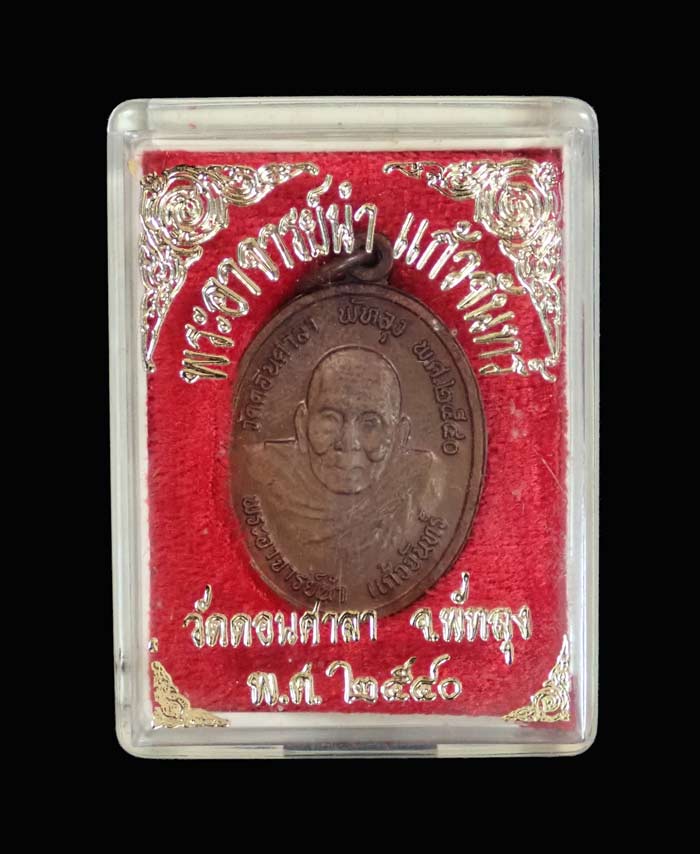 พระอาจารย์นำ แก้วจันทร์
วัดดอนศาลา พัทลุง พ.ศ.๒๕๔๐
พระอาจารย์นำ แก้วจันทร์
วัดดอนศาลา จ.พัทลุง
พ.ศ. ๒๕๔๐